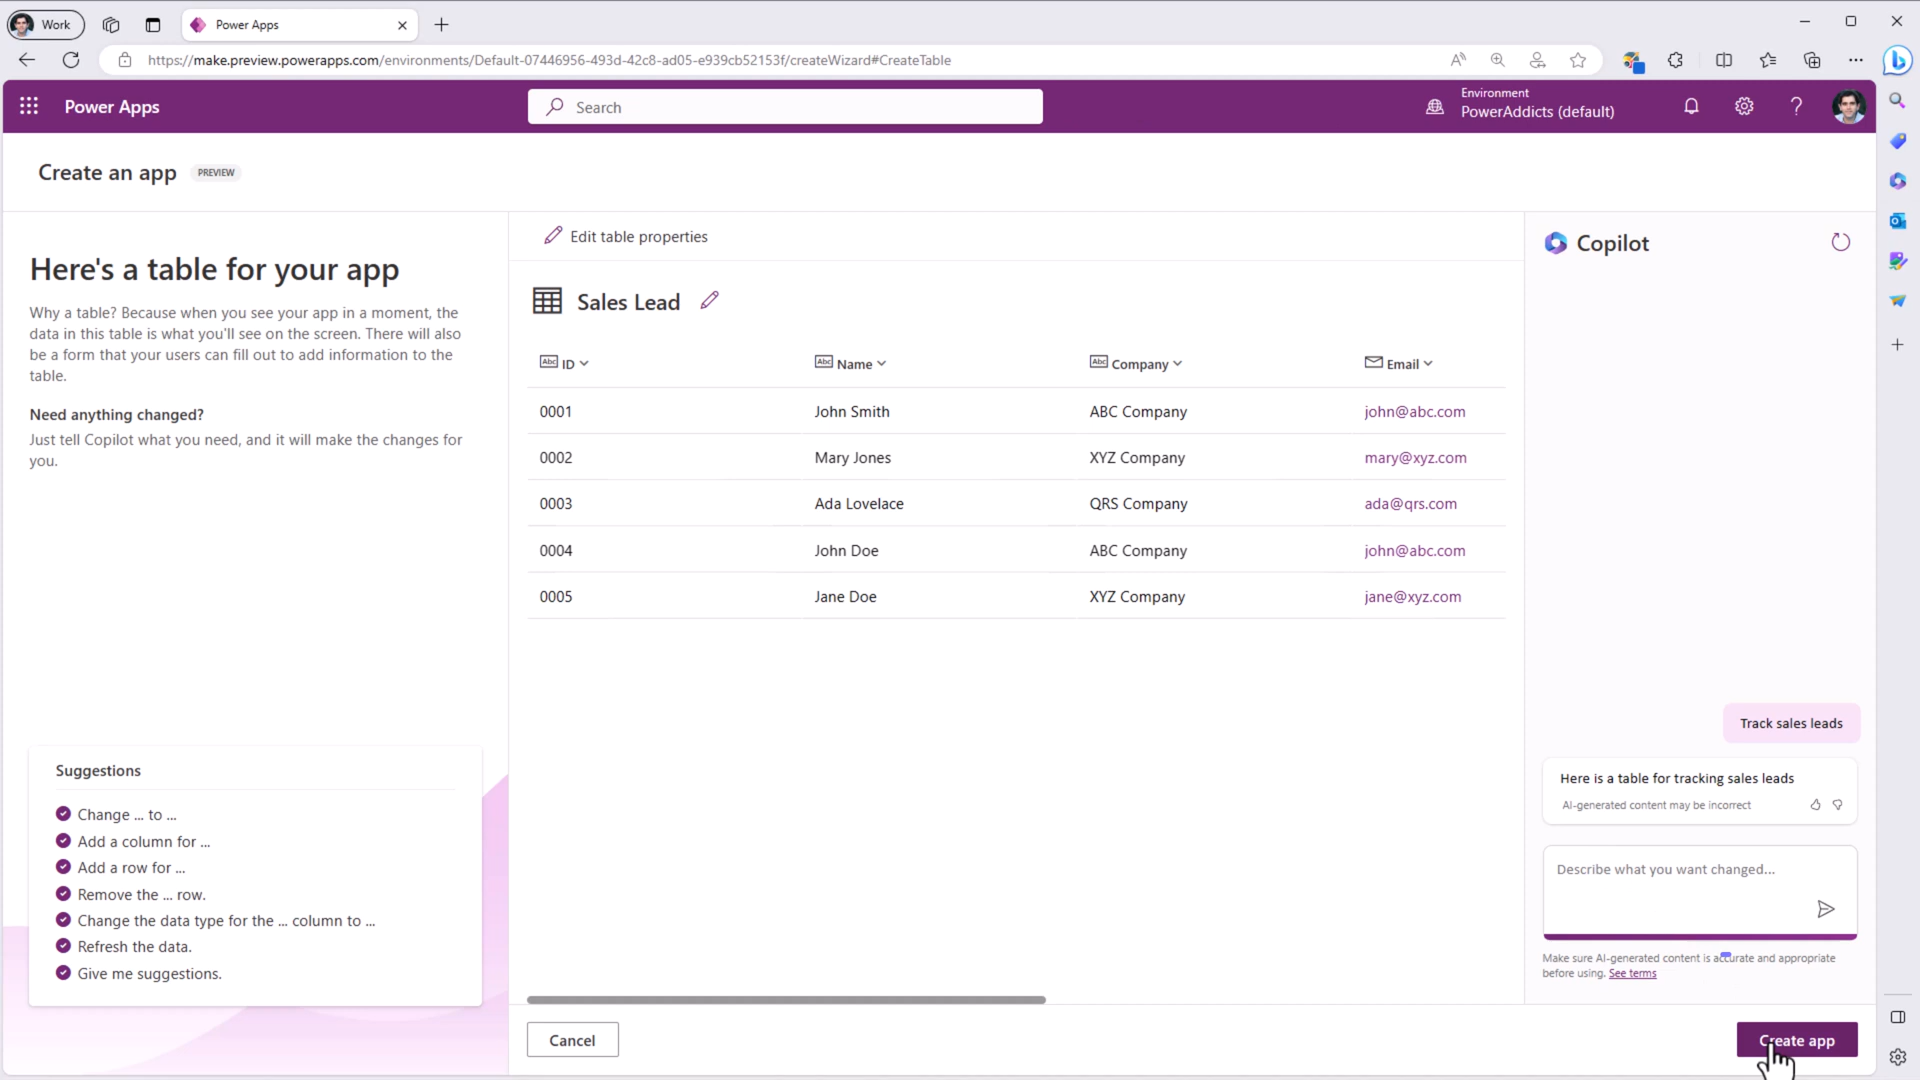 Work
Power Apps
https://make.preview.powerapps.com/environments/Default-07446956-493d-42c8-ad05-e939cb52153f/createWizard#CreateTable
Power Apps
Search
Environment
PowerAddicts (default)
Create an app
PREVIEW
Here's a table for your app
Why a table? Because when you see your app in a moment, the
data in this table is what you'll see on the screen. There will also
be a form that your users can fill out to add information to the
table.
Need anything changed?
Just tell Copilot what you need, and it will make the changes for
you.
Suggestions
Change ... to ...
Add a column for ...
Add a row for ...
Remove the ... row.
Change the data type for the ... column to ...
Refresh the data.
Give me suggestions.
Edit table properties
Sales Lead
Abc ID Abc Name Abc Company Email
0001 John Smith ABC Company john@abc.com
0002 Mary Jones XYZ Company mary@xyz.com
0003 Ada Lovelace QRS Company ada@qrs.com
0004 John Doe ABC Company john@abc.com
0005 Jane Doe XYZ Company jane@xyz.com
Cancel
Copilot
Track sales leads
Here is a table for tracking sales leads
AI-generated content may be incorrect
Describe what you want changed...
Make sure AI-generated content is accurate and appropriate
before using. See terms
Create app